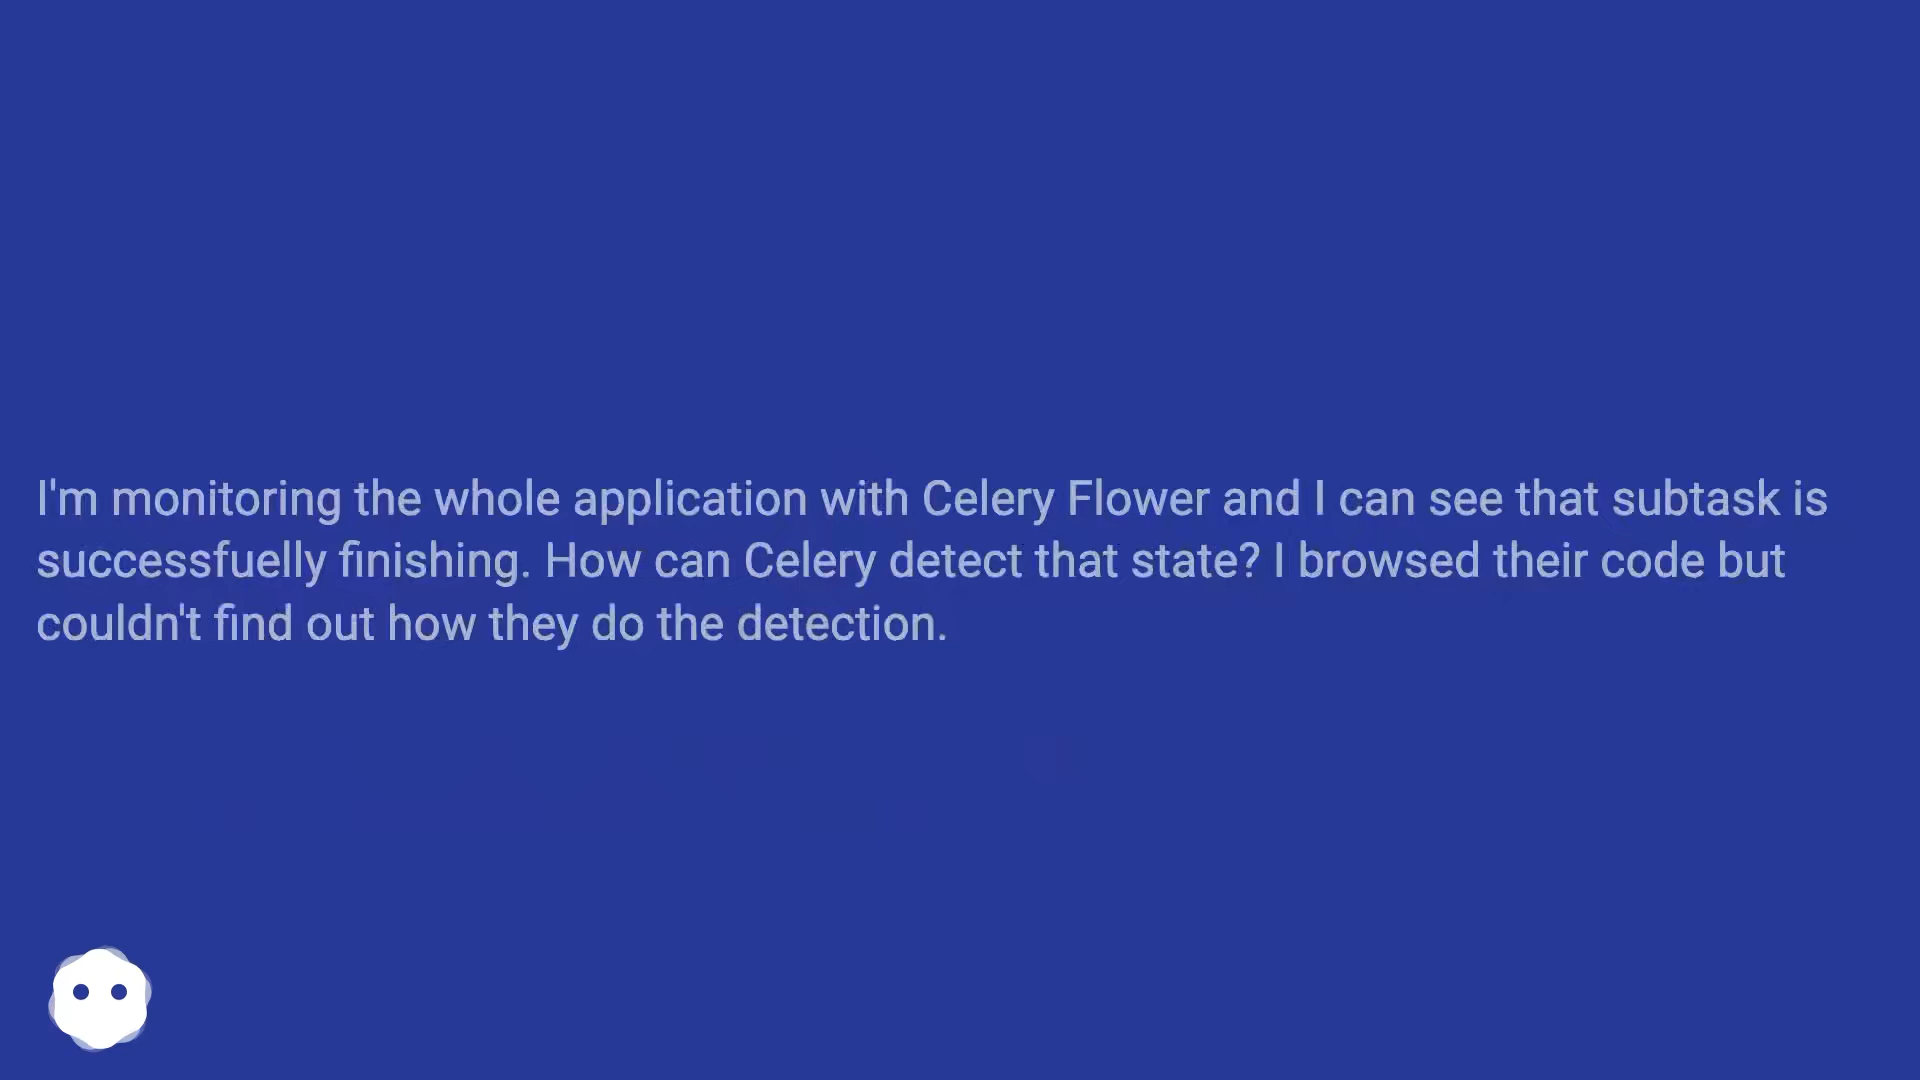 I'm monitoring the whole application with Celery Flower and I can see that subtask is
successfuelly finishing. How can Celery detect that state? I browsed their code but
couldn't find out how they do the detection.